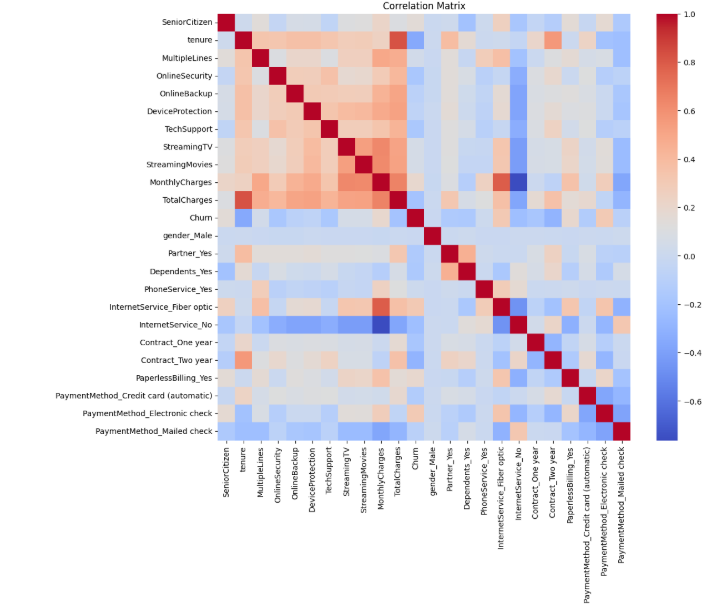 Correlation Matrix
SeniorCitizen
tenure
MultipleLines
OnlineSecurity
OnlineBackup
DeviceProtection
TechSupport
StreamingTV
StreamingMovies
MonthlyCharges
TotalCharges
Churn
gender_Male
Partner_Yes
Dependents_Yes
PhoneService_Yes
InternetService_Fiber optic
InternetService_No
Contract_One year
Contract_Two year
PaperlessBilling_Yes
PaymentMethod_Credit card (automatic)
PaymentMethod_Electronic check
PaymentMethod_Mailed check
SeniorCitizen
tenure
MultipleLines
OnlineSecurity
OnlineBackup
DeviceProtection
TechSupport
StreamingTV
StreamingMovies
MonthlyCharges
TotalCharges
Churn
gender_Male
Partner_Yes
Dependents_Yes
PhoneService_Yes
InternetService_Fiber optic
InternetService_No
Contract_One year
Contract_Two year
PaperlessBilling_Yes
PaymentMethod_Credit card (automatic)
PaymentMethod_Electronic check
PaymentMethod_Mailed check
1.0
0.8
0.6
0.4
0.2
0.0
−0.2
−0.4
−0.6